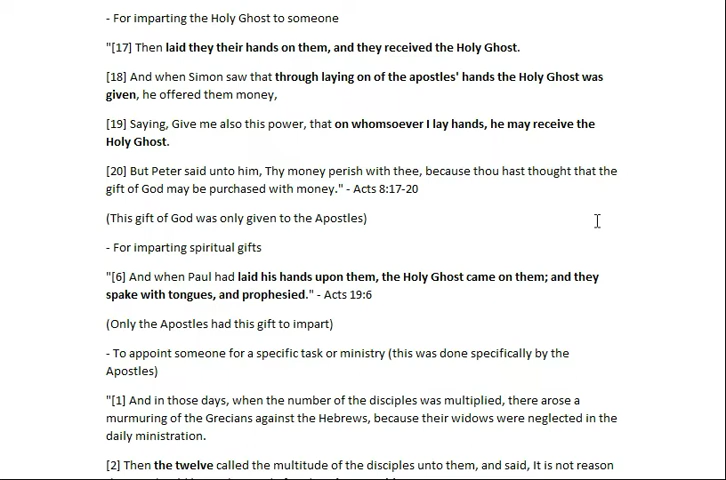 - For imparting the Holy Ghost to someone
"[17] Then laid they their hands on them, and they received the Holy Ghost.
[18] And when Simon saw that through laying on of the apostles' hands the Holy Ghost was
given, he offered them money,
[19] Saying, Give me also this power, that on whomsoever I lay hands, he may receive the
Holy Ghost.
[20] But Peter said unto him, Thy money perish with thee, because thou hast thought that the
gift of God may be purchased with money." - Acts 8:17-20
(This gift of God was only given to the Apostles)
- For imparting spiritual gifts
"[6] And when Paul had laid his hands upon them, the Holy Ghost came on them; and they
spake with tongues, and prophesied." - Acts 19:6
(Only the Apostles had this gift to impart)
- To appoint someone for a specific task or ministry (this was done specifically by the
Apostles)
"[1] And in those days, when the number of the disciples was multiplied, there arose a
murmuring of the Grecians against the Hebrews, because their widows were neglected in the
daily ministration.
[2] Then the twelve called the multitude of the disciples unto them, and said, It is not reason